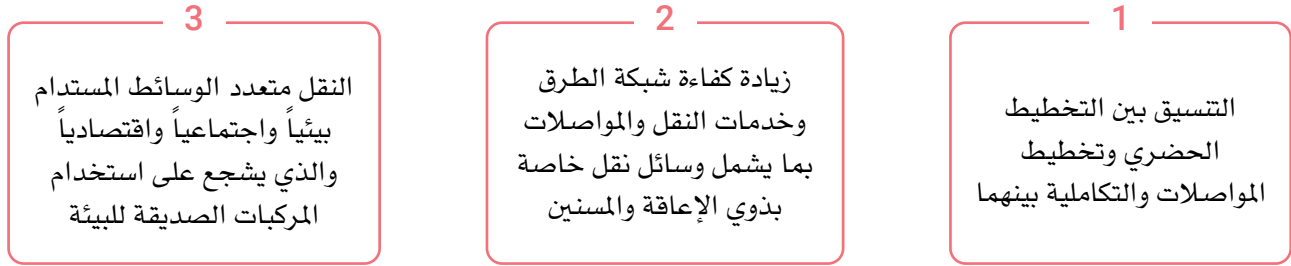 1
التنسيق بين التخطيط
الحضري وتخطيط
المواصلات والتكاملية بينهما
2
زيادة كفاءة شبكة الطرق
وخدمات النقل والمواصلات
بما يشمل وسائل نقل خاصة
بذوي الإعاقة والمسنين
3
النقل متعدد الوسائط المستدام
بيئياً واجتماعياً واقتصادياً
والذي يشجع على استخدام
المركبات الصديقة للبيئة